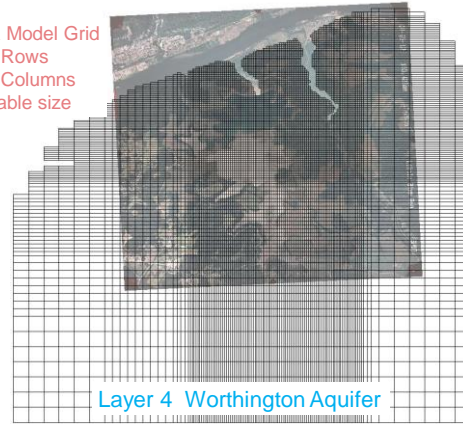 Model Grid
Rows
Columns
able size
Layer 4 Worthington Aquifer